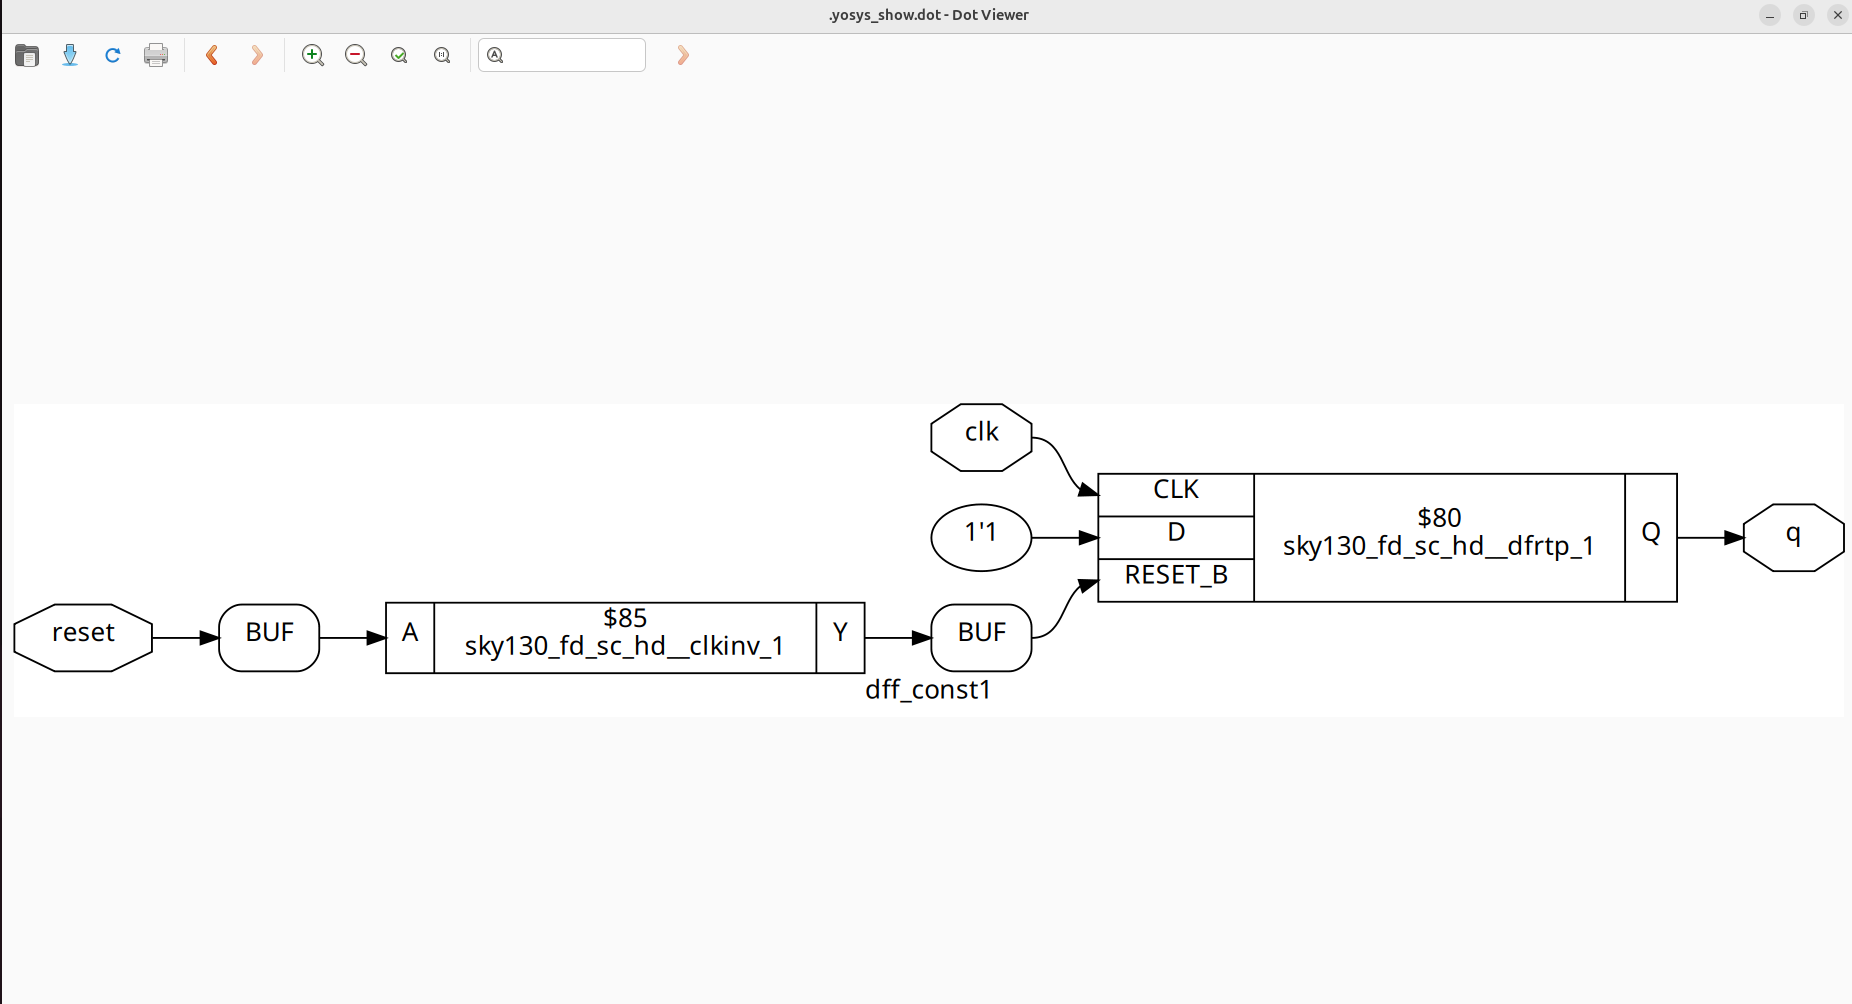 .yosys_show.dot - Dot Viewer
clk
CLK
1'1
D
RESET_B
$80
sky130_fd_sc_hd__dfrtp_1
Q
q
reset
BUF
A
$85
sky130_fd_sc_hd__clkinv_1
Y
BUF
dff_const1